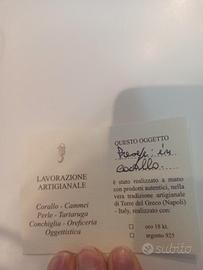 LAVORAZIONE
ARTIGIANALE
Corallo - Cammei
Perle - Tartaruga
Conchiglia - Oreficeria
Oggettistica
QUESTO OGGETTO
in
è stato realizzato a mano
con prodotti autentici, nella
vera tradizione artigianale
di Torre del Greco (Napoli)
- Italy, realizzato con:
oro 18 kt.
argento 925
subito